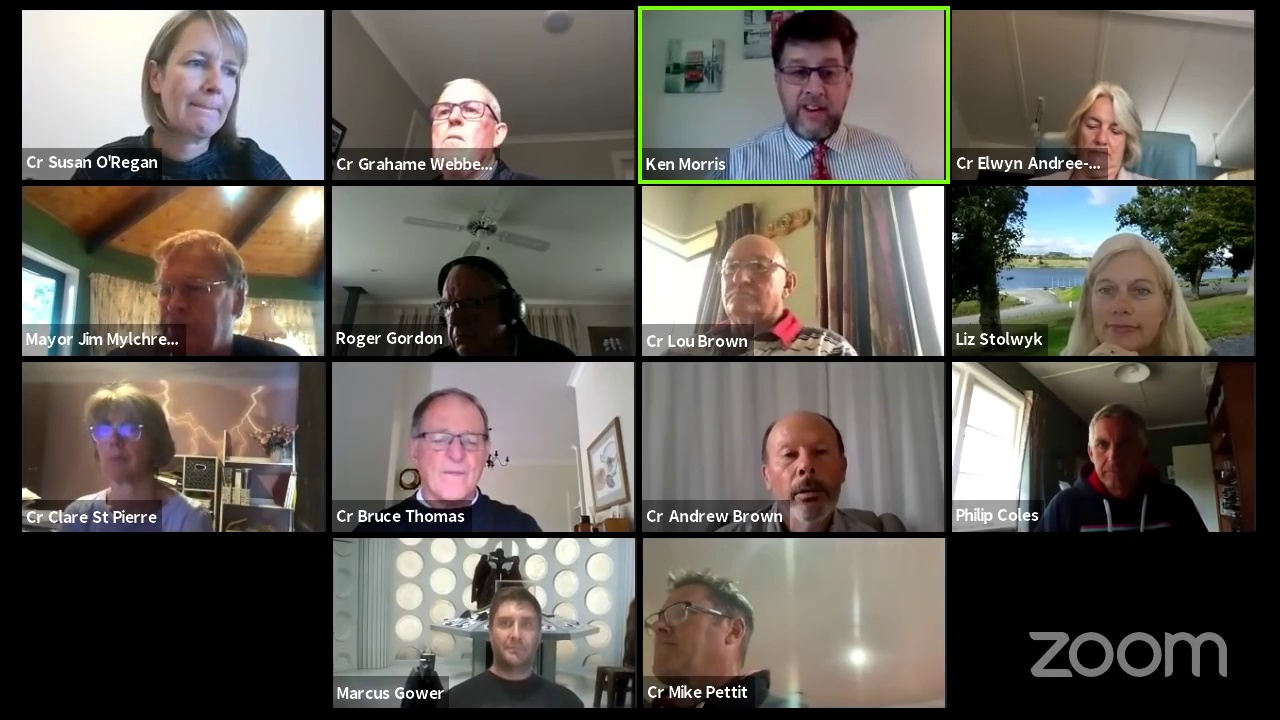 Cr Susan O'Regan
Cr Grahame Webbe...
Ken Morris
Cr Elwyn Andree-...
Mayor Jim Mylchre...
Roger Gordon
Cr Lou Brown
Liz Stolwyk
Cr Clare St Pierre
Cr Bruce Thomas
Cr Andrew Brown
Philip Coles
Marcus Gower
Cr Mike Pettit
zoom